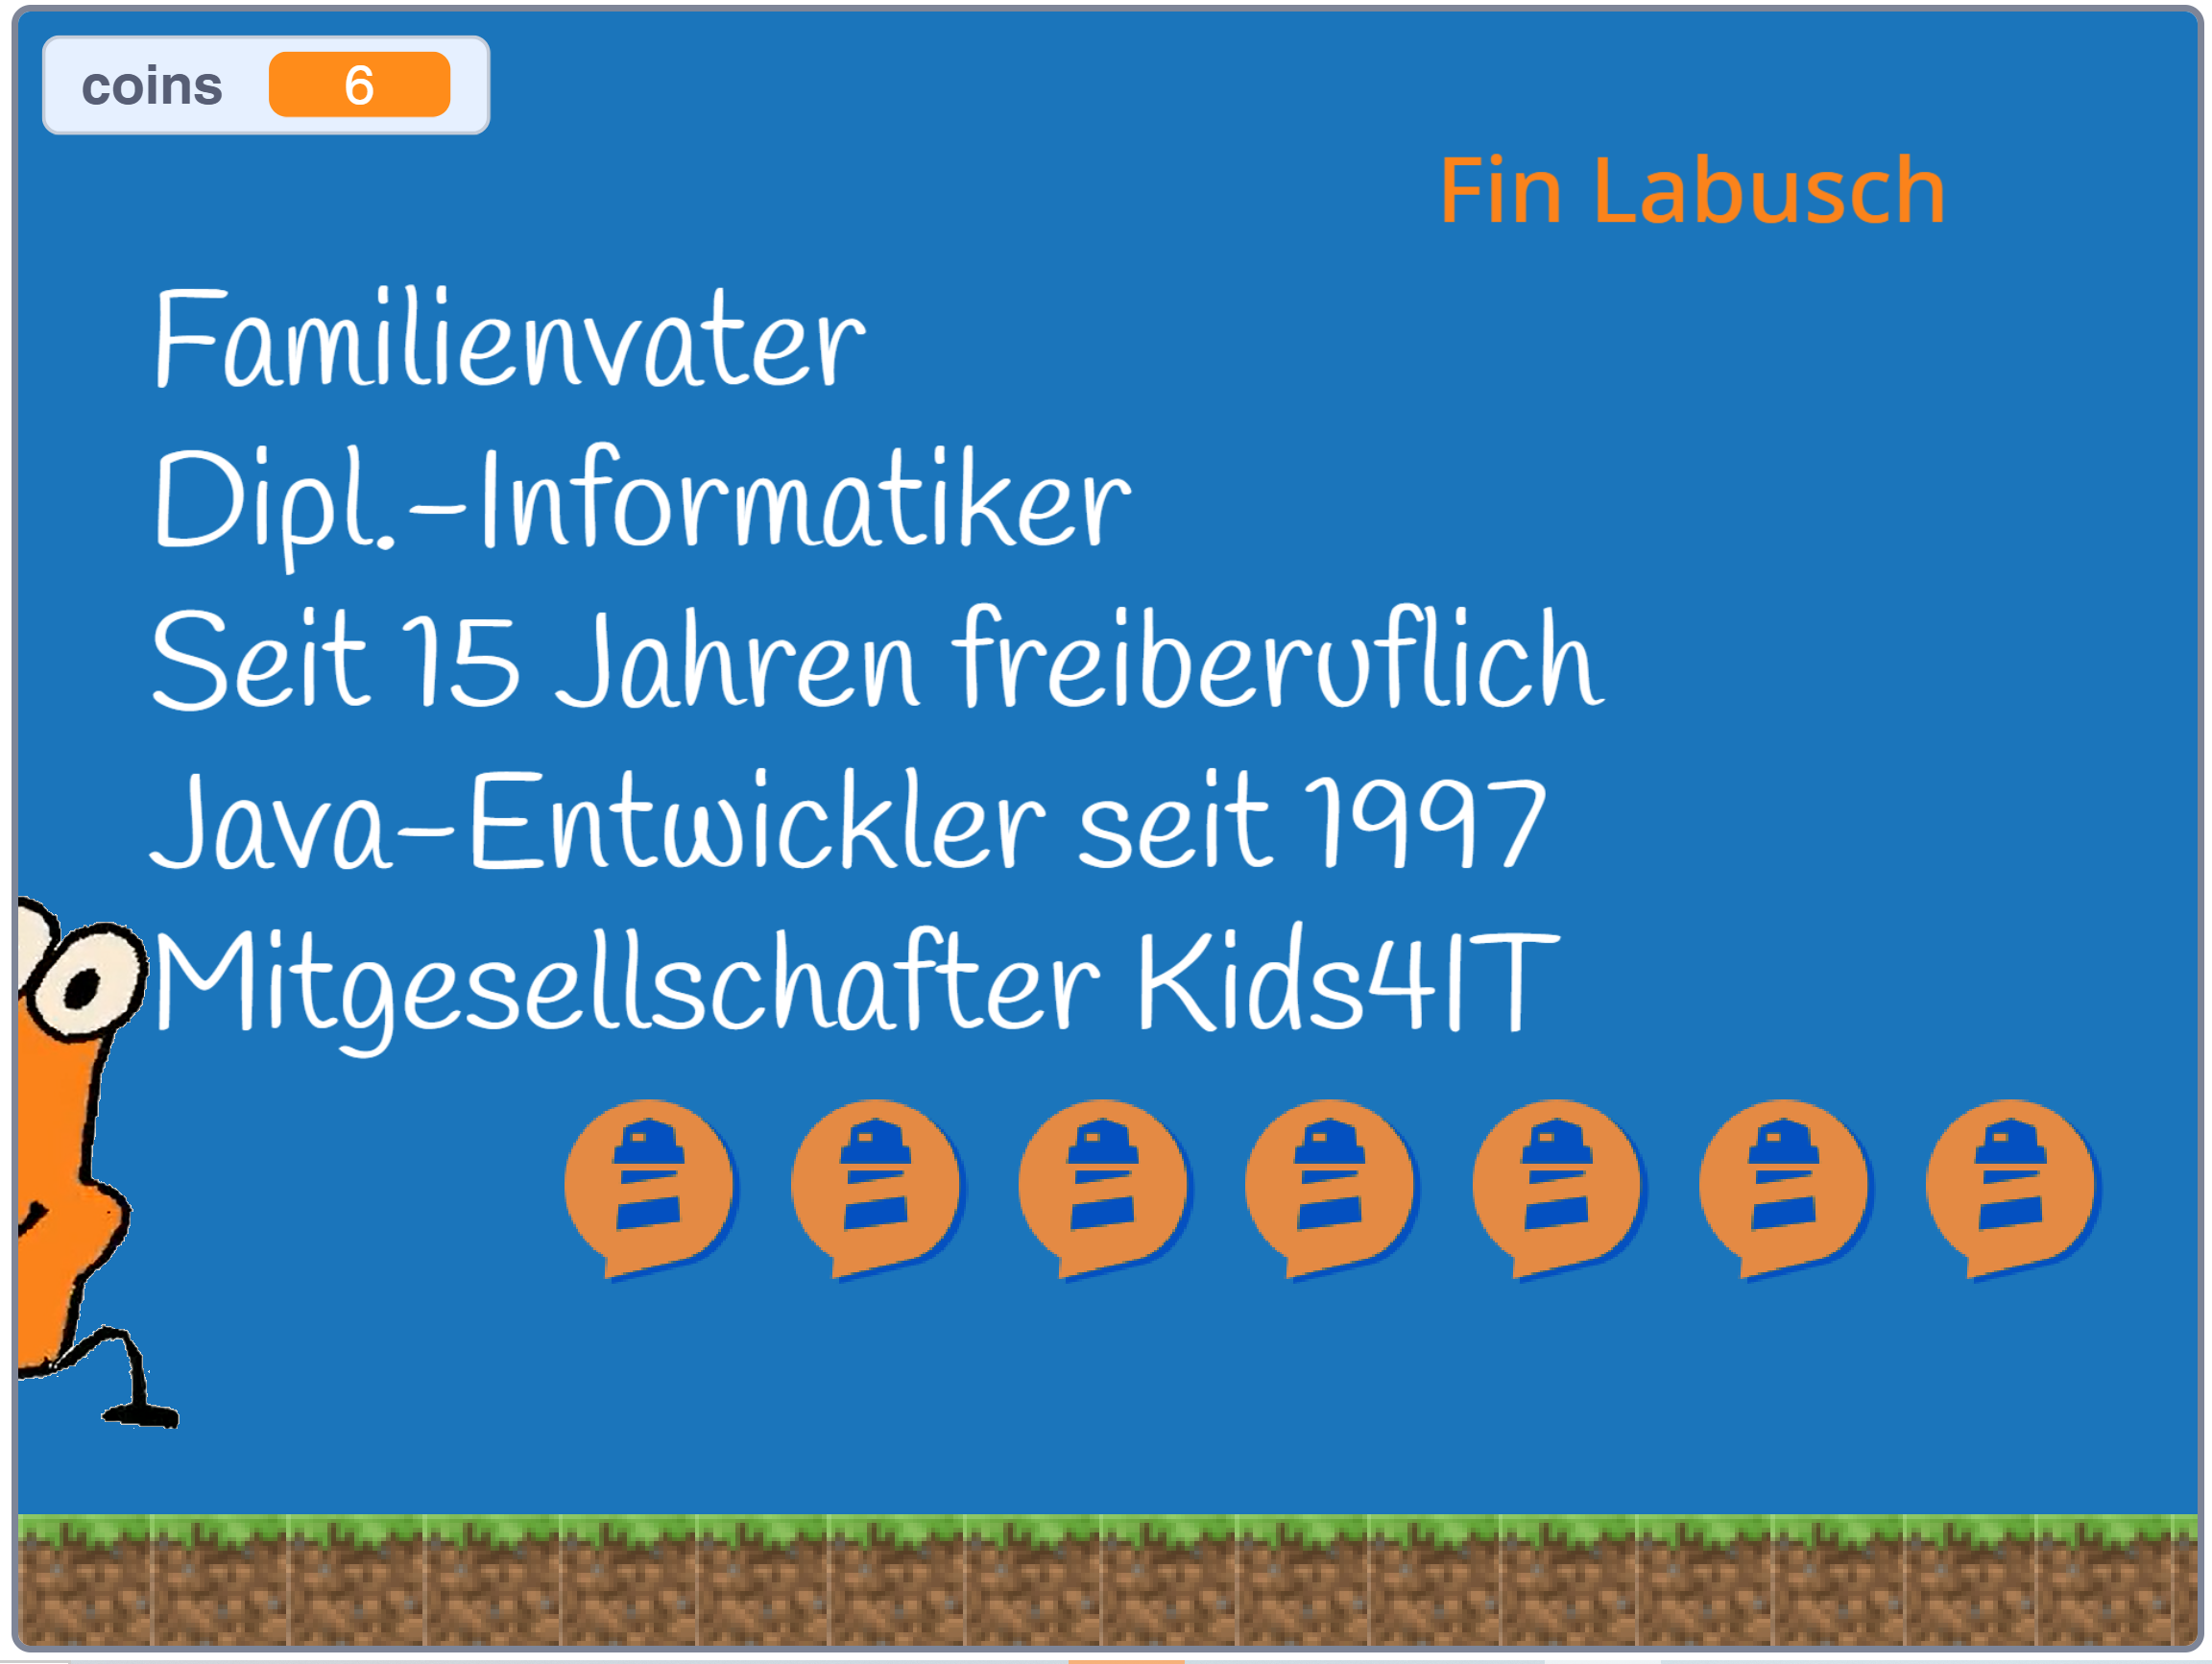 coins 6
Fin Labusch
Familienvater
Dipl.-Informatiker
Seit 15 Jahren freiberuflich
Java-Entwickler seit 1997
Mitgesellschafter Kids4IT